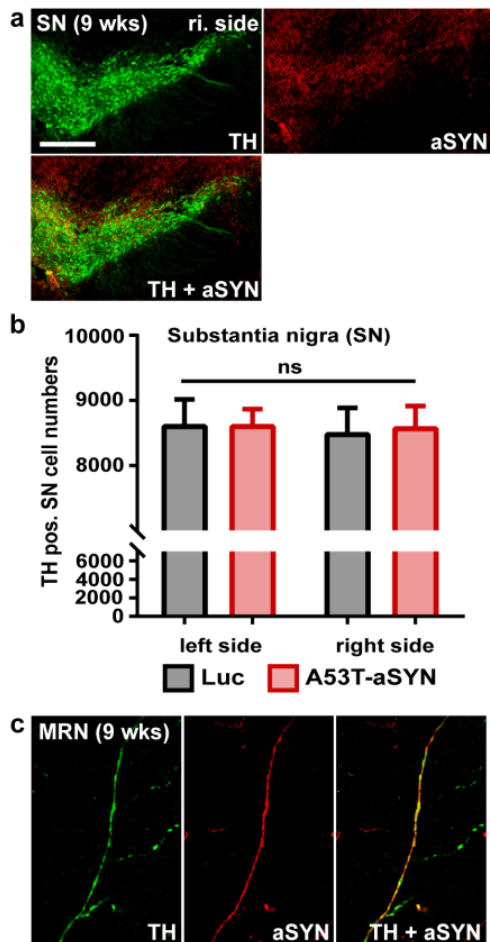 a
SN (9 wks) ri. side
TH
aSYN
TH + aSYN
b
Substantia nigra (SN)
ns
TH pos. SN cell numbers
10000
9000
8000
6000
4000
2000
0
left side right side
Luc A53T-aSYN
c
MRN (9 wks)
TH
aSYN
TH + aSYN